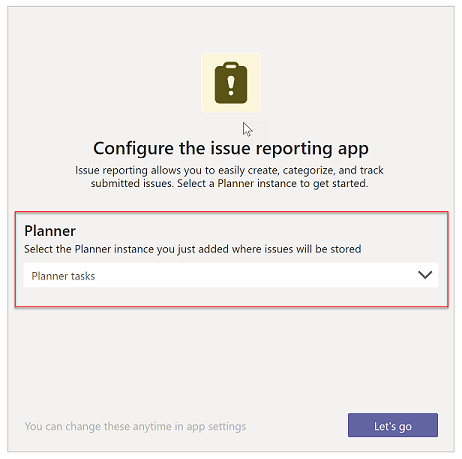 Configure the issue reporting app
Issue reporting allows you to easily create, categorize, and track
submitted issues. Select a Planner instance to get started.
Planner
Select the Planner instance you just added where issues will be stored
Planner tasks
You can change these anytime in app settings
Let's go